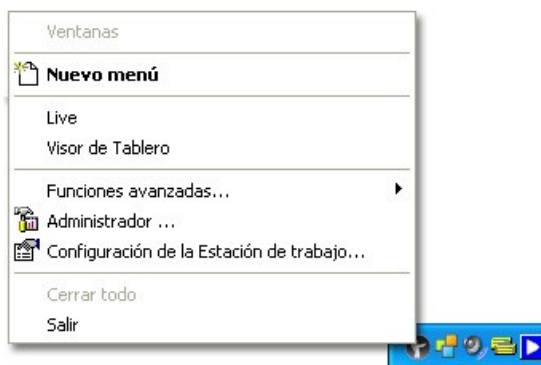 Ventanas
Nuevo menú
Live
Visor de Tablero
Funciones avanzadas...
Administrador ...
Configuración de la Estación de trabajo...
Cerrar todo
Salir